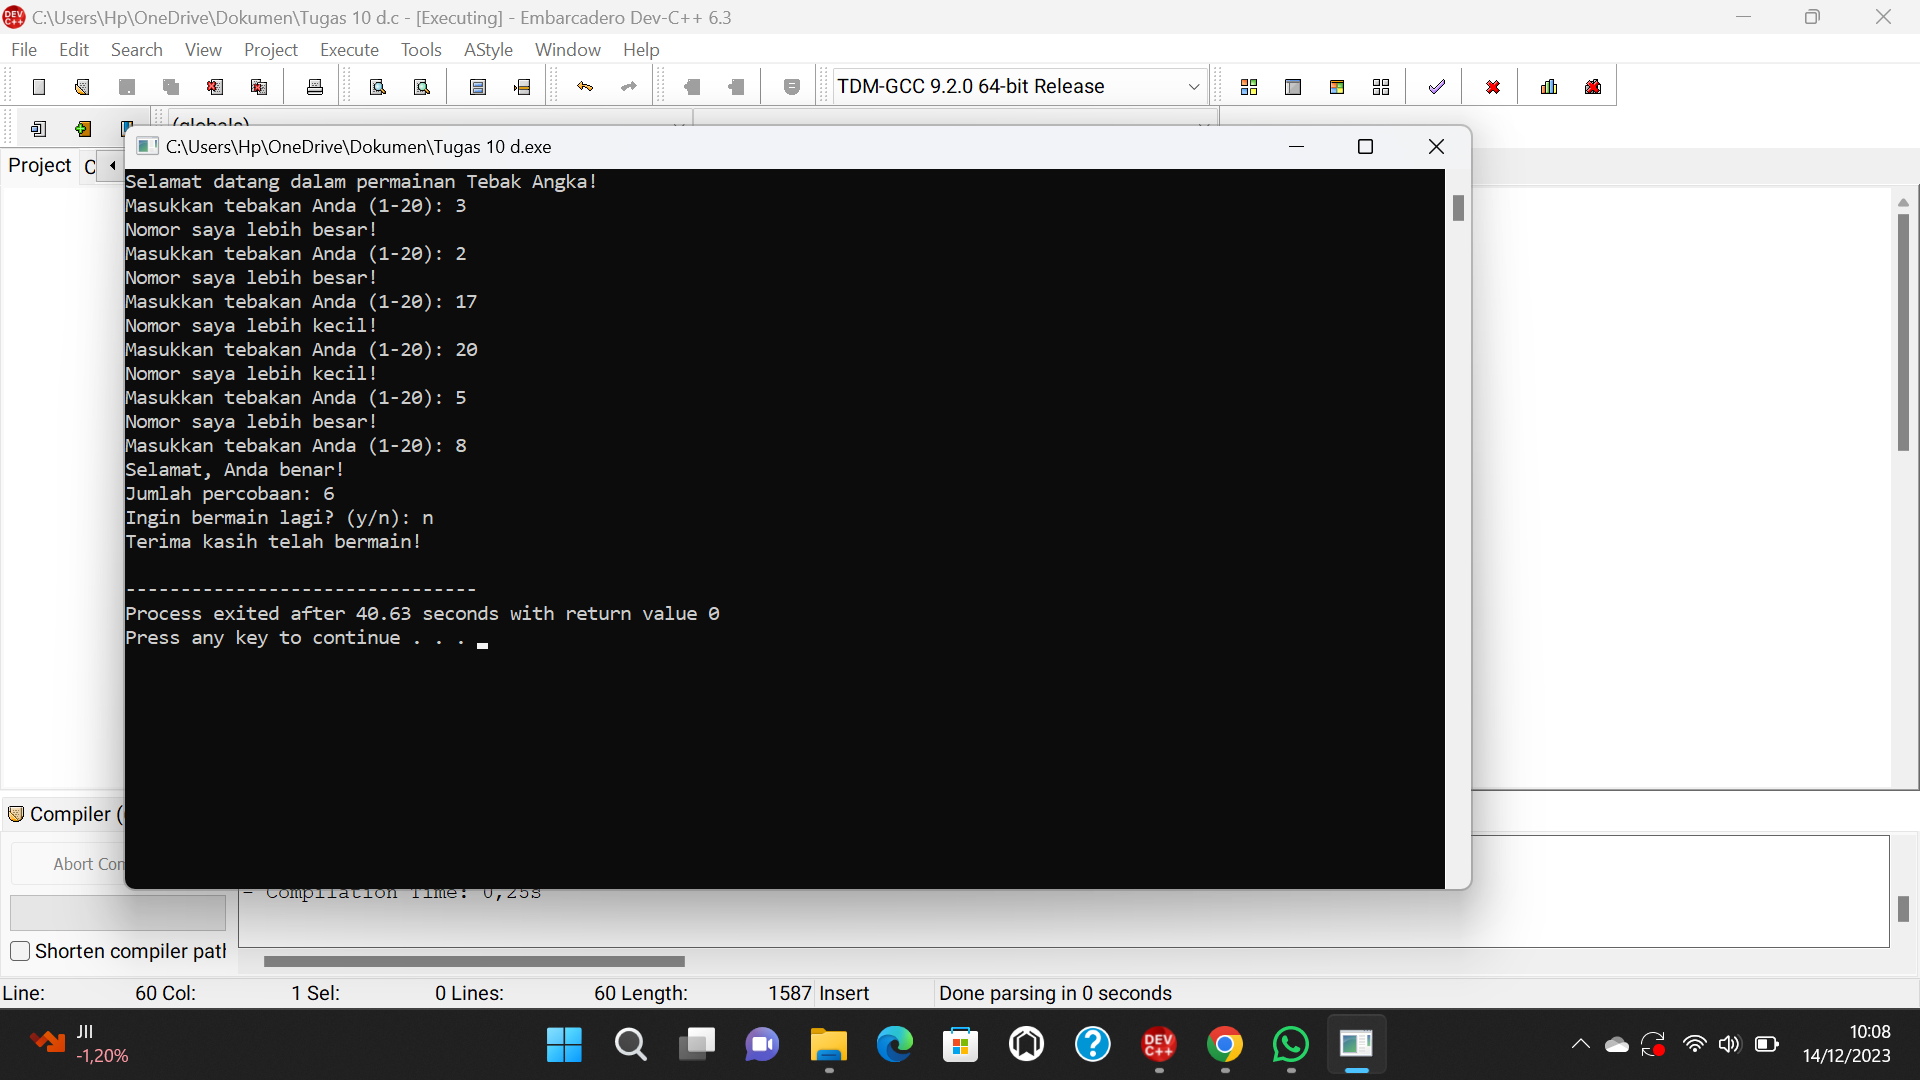 C:\Users\Hp\OneDrive\Dokumen\Tugas 10 d.c - [Executing] - Embarcadero Dev-C++ 6.3
File Edit Search View Project Execute Tools AStyle Window Help
TDM-GCC 9.2.0 64-bit Release
(globals)
Project
C:\Users\Hp\OneDrive\Dokumen\Tugas 10 d.exe
Selamat datang dalam permainan Tebak Angka!
Masukkan tebakan Anda (1-20): 3
Nomor saya lebih besar!
Masukkan tebakan Anda (1-20): 2
Nomor saya lebih besar!
Masukkan tebakan Anda (1-20): 17
Nomor saya lebih kecil!
Masukkan tebakan Anda (1-20): 20
Nomor saya lebih kecil!
Masukkan tebakan Anda (1-20): 5
Nomor saya lebih besar!
Masukkan tebakan Anda (1-20): 8
Selamat, Anda benar!
Jumlah percobaan: 6
Ingin bermain lagi? (y/n): n
Terima kasih telah bermain!
--------------------------------
Process exited after 40.63 seconds with return value 0
Press any key to continue . . .
Compiler (
Abort Con
- Compilation Time: 0,25s
Shorten compiler path
Line: 60 Col: 1 Sel: 0 Lines: 60 Length: 1587 Insert Done parsing in 0 seconds
JII
-1,20%
DEV C++
10:08
14/12/2023